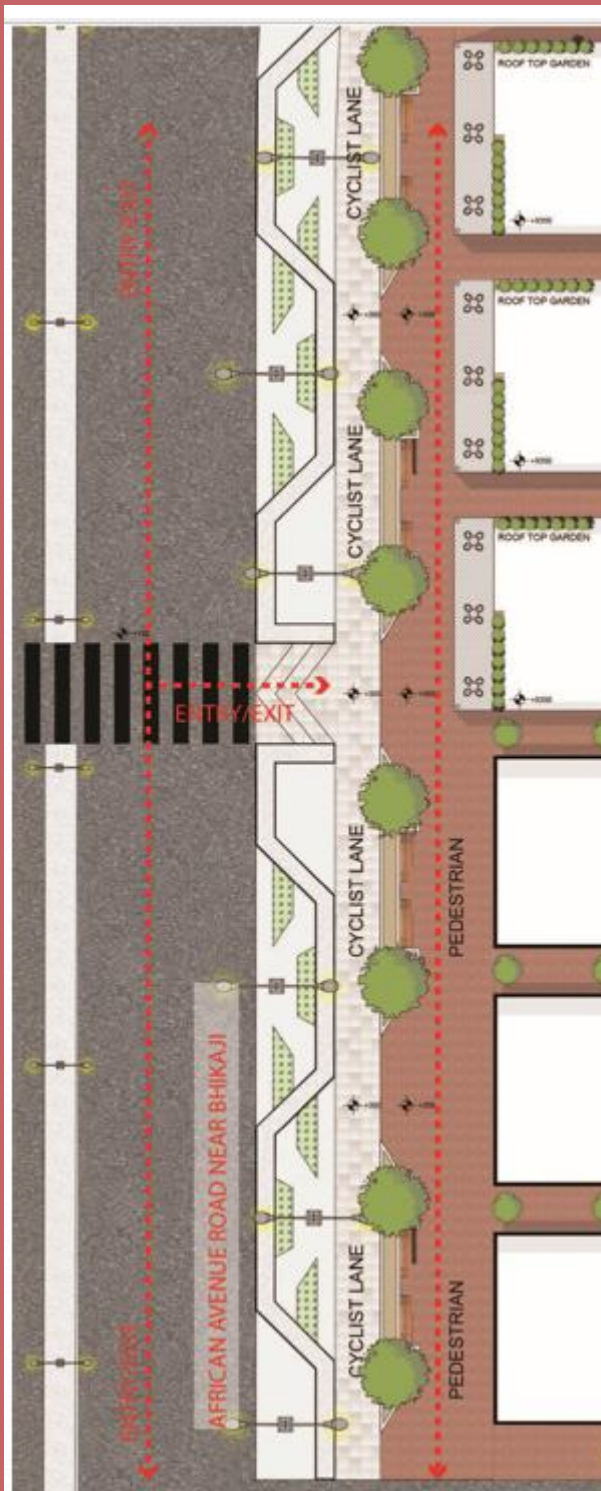 ROOF TOP GARDEN
CYCLIST LANE
ENTRY/EXIT
ROOF TOP GARDEN
CYCLIST LANE
ROOF TOP GARDEN
ENTRY/EXIT
CYCLIST LANE
PEDESTRIAN
AFRICAN AVENUE ROAD NEAR BHIKAJI
CYCLIST LANE
PEDESTRIAN
ENTRY/EXIT